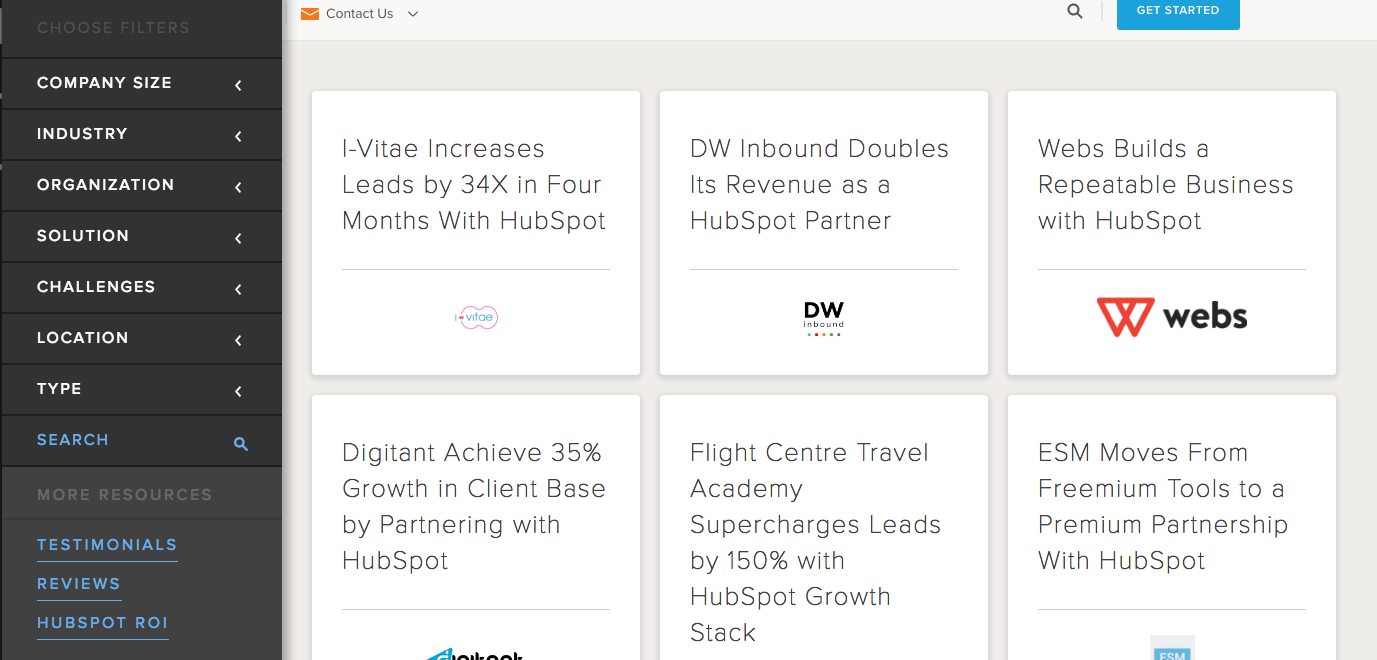 CHOOSE FILTERS
COMPANY SIZE
INDUSTRY
ORGANIZATION
SOLUTION
CHALLENGES
LOCATION
TYPE
SEARCH
MORE RESOURCES
TESTIMONIALS
REVIEWS
HUBSPOT ROI
Contact Us
GET STARTED
I-Vitae Increases
Leads by 34X in Four
Months With HubSpot
i-vitae
DW Inbound Doubles
Its Revenue as a
HubSpot Partner
DW
inbound
Webs Builds a
Repeatable Business
with HubSpot
webs
Digitant Achieve 35%
Growth in Client Base
by Partnering with
HubSpot
Flight Centre Travel
Academy
Supercharges Leads
by 150% with
HubSpot Growth
Stack
ESM Moves From
Freemium Tools to a
Premium Partnership
With HubSpot
ESM